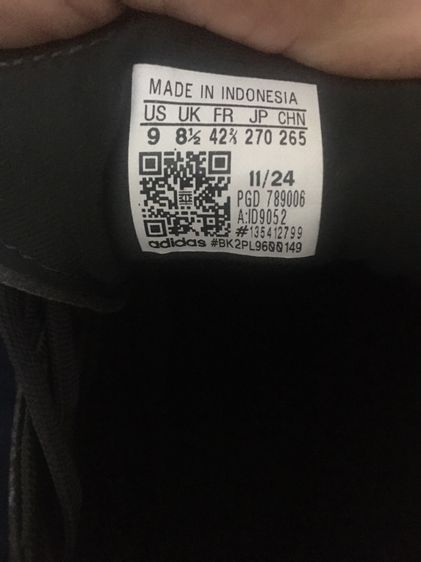 MADE IN INDONESIA
US UK FR JP CHN
9 8½ 42⅔ 270 265
11/24
PGD 789006
A:ID9052
#135412799
adidas #BK2PL9600149